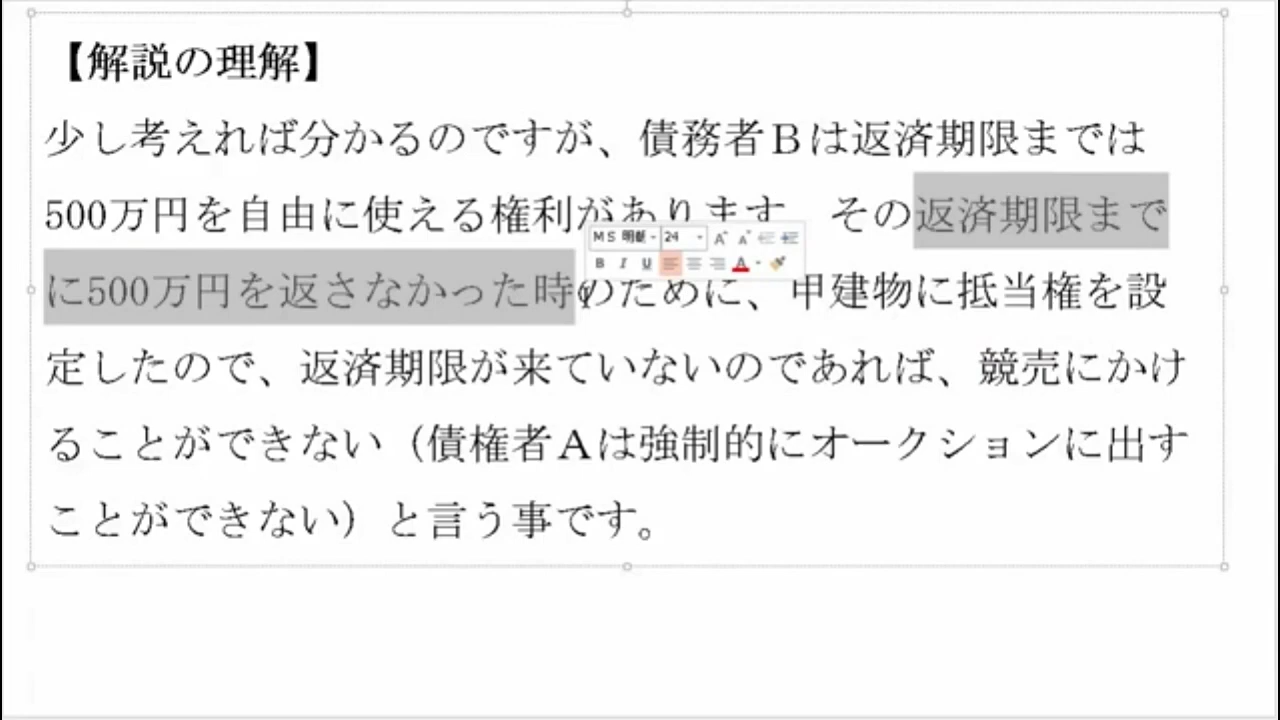 【解説の理解】
少し考えれば分かるのですが、債務者Bは返済期限までは
500万円を自由に使える権利があります その返済期限まで
MS 明朝 24
B I U A
に500万円を返さなかった時のために、甲建物に抵当権を設
定したので、返済期限が来ていないのであれば、競売にかけ
ることができない（債権者Aは強制的にオークションに出す
ことができない）と言う事です。